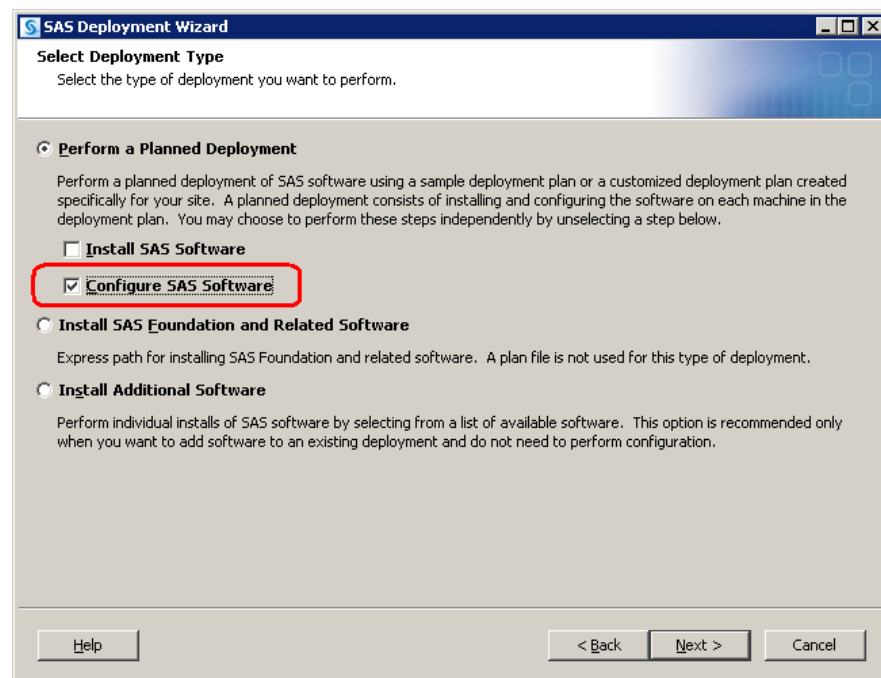 SAS Deployment Wizard
Select Deployment Type
Select the type of deployment you want to perform.
Perform a Planned Deployment
Perform a planned deployment of SAS software using a sample deployment plan or a customized deployment plan created
specifically for your site. A planned deployment consists of installing and configuring the software on each machine in the
deployment plan. You may choose to perform these steps independently by unselecting a step below.
Install SAS Software
Configure SAS Software
Install SAS Foundation and Related Software
Express path for installing SAS Foundation and related software. A plan file is not used for this type of deployment.
Install Additional Software
Perform individual installs of SAS software by selecting from a list of available software. This option is recommended only
when you want to add software to an existing deployment and do not need to perform configuration.
Help
< Back
Next >
Cancel